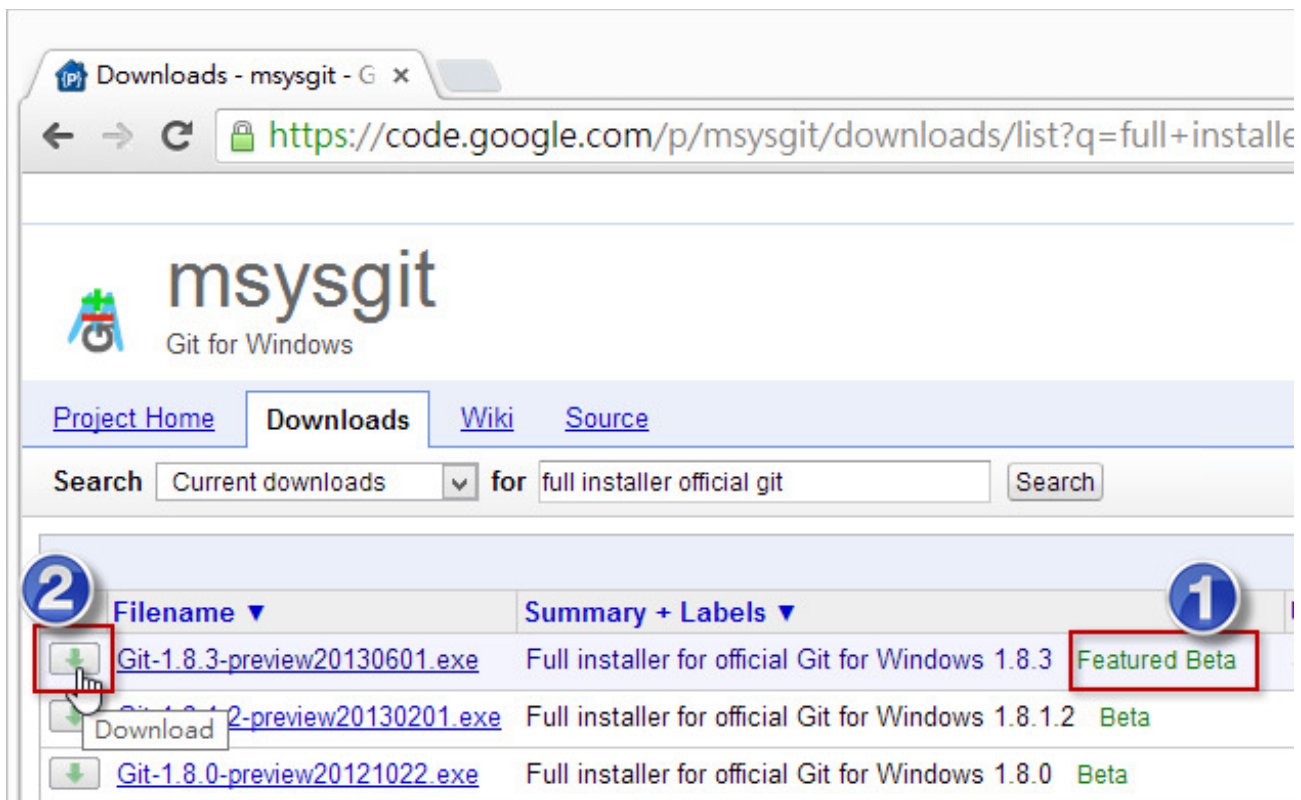 Downloads - msysgit - G
https://code.google.com/p/msysgit/downloads/list?q=full+installe
msysgit
Git for Windows
Project Home Downloads Wiki Source
Search Current downloads for full installer official git Search
2 1
Filename ▼ Summary + Labels ▼
Git-1.8.3-preview20130601.exe Full installer for official Git for Windows 1.8.3 Featured Beta
2-preview20130201.exe Full installer for official Git for Windows 1.8.1.2 Beta
Download
Git-1.8.0-preview20121022.exe Full installer for official Git for Windows 1.8.0 Beta